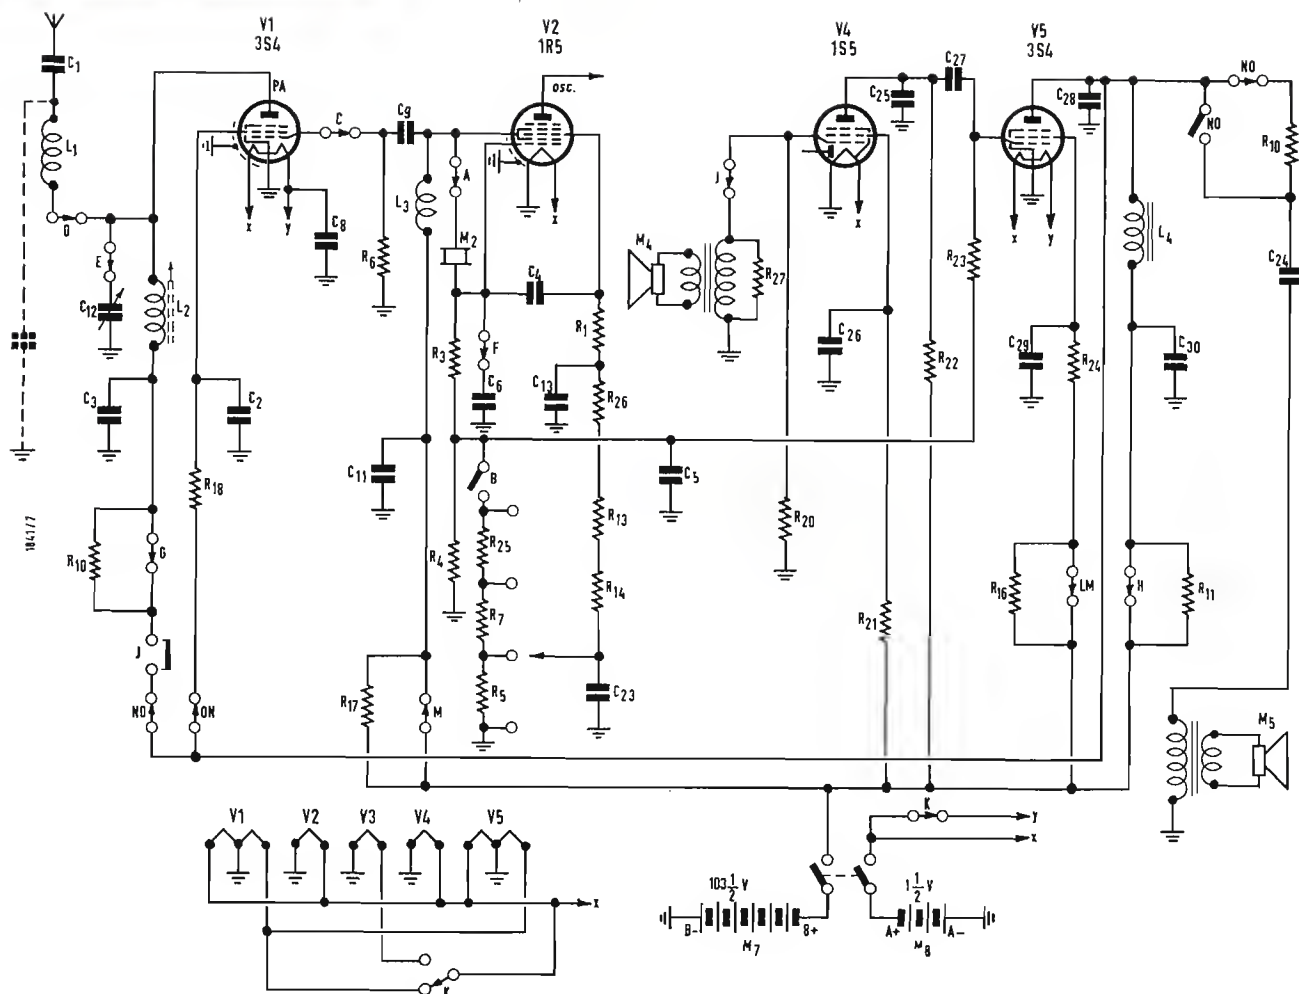 V1
3S4
V2
1R5
V4
1S5
V5
3S4
C1
PA
OSC.
C25
C27
C28
NO
NO
R10
L1
C
C9
A
L3
M2
J
M4
R27
R23
L4
C24
O
E
C12
L2
x
y
C8
R6
x
x
x
y
C4
R1
R3
F
C6
C13
R26
C26
R22
C29
R24
C30
C3
C2
R18
C11
B
C5
R13
R20
R25
R4
R14
R7
R10
G
R16
LM
H
R11
R21
1841/7
J
NO
ON
R17
M
R5
C23
M5
V1
V2
V3
V4
V5
K
y
x
x
103 1/2 V
1 1/2 V
B-
M7
B+
A+
M8
A-
K